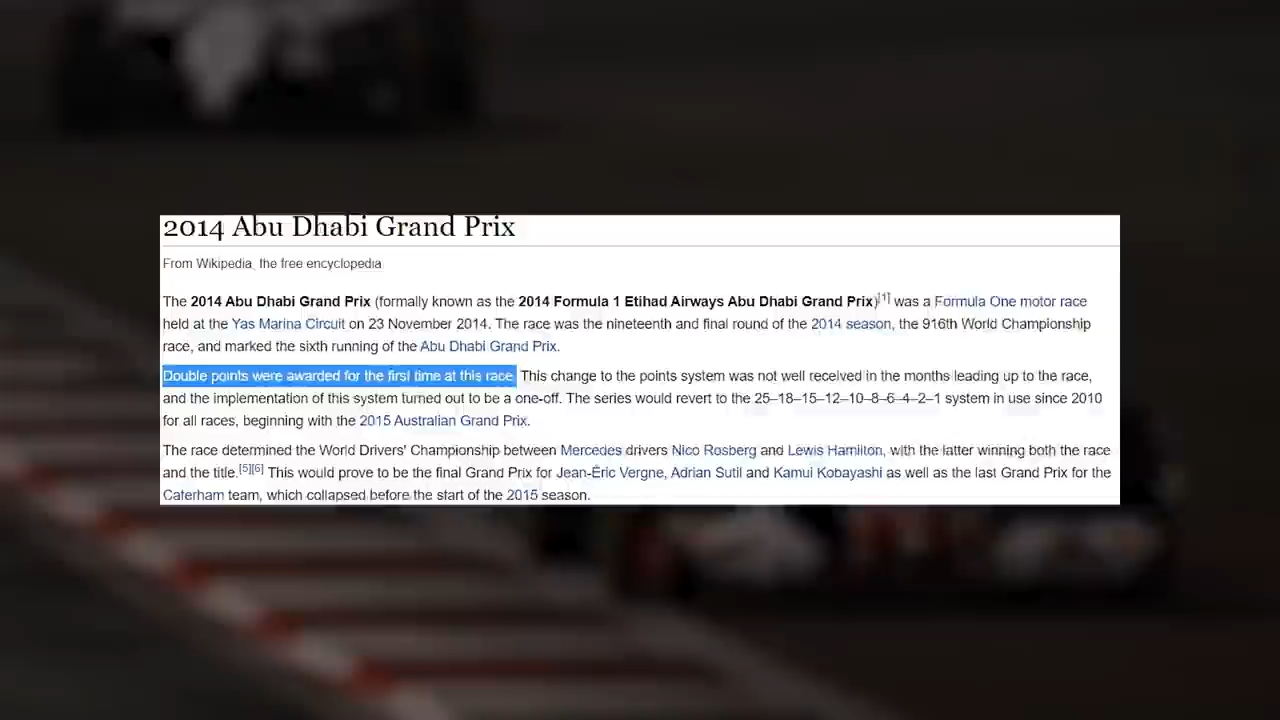 2014 Abu Dhabi Grand Prix
From Wikipedia, the free encyclopedia
The 2014 Abu Dhabi Grand Prix (formally known as the 2014 Formula 1 Etihad Airways Abu Dhabi Grand Prix)[1] was a Formula One motor race
held at the Yas Marina Circuit on 23 November 2014. The race was the nineteenth and final round of the 2014 season, the 916th World Championship
race, and marked the sixth running of the Abu Dhabi Grand Prix.
Double points were awarded for the first time at this race. This change to the points system was not well received in the months leading up to the race,
and the implementation of this system turned out to be a one-off. The series would revert to the 25–18–15–12–10–8–6–4–2–1 system in use since 2010
for all races, beginning with the 2015 Australian Grand Prix.
The race determined the World Drivers' Championship between Mercedes drivers Nico Rosberg and Lewis Hamilton, with the latter winning both the race
and the title.[5][6] This would prove to be the final Grand Prix for Jean-Éric Vergne, Adrian Sutil and Kamui Kobayashi as well as the last Grand Prix for the
Caterham team, which collapsed before the start of the 2015 season.